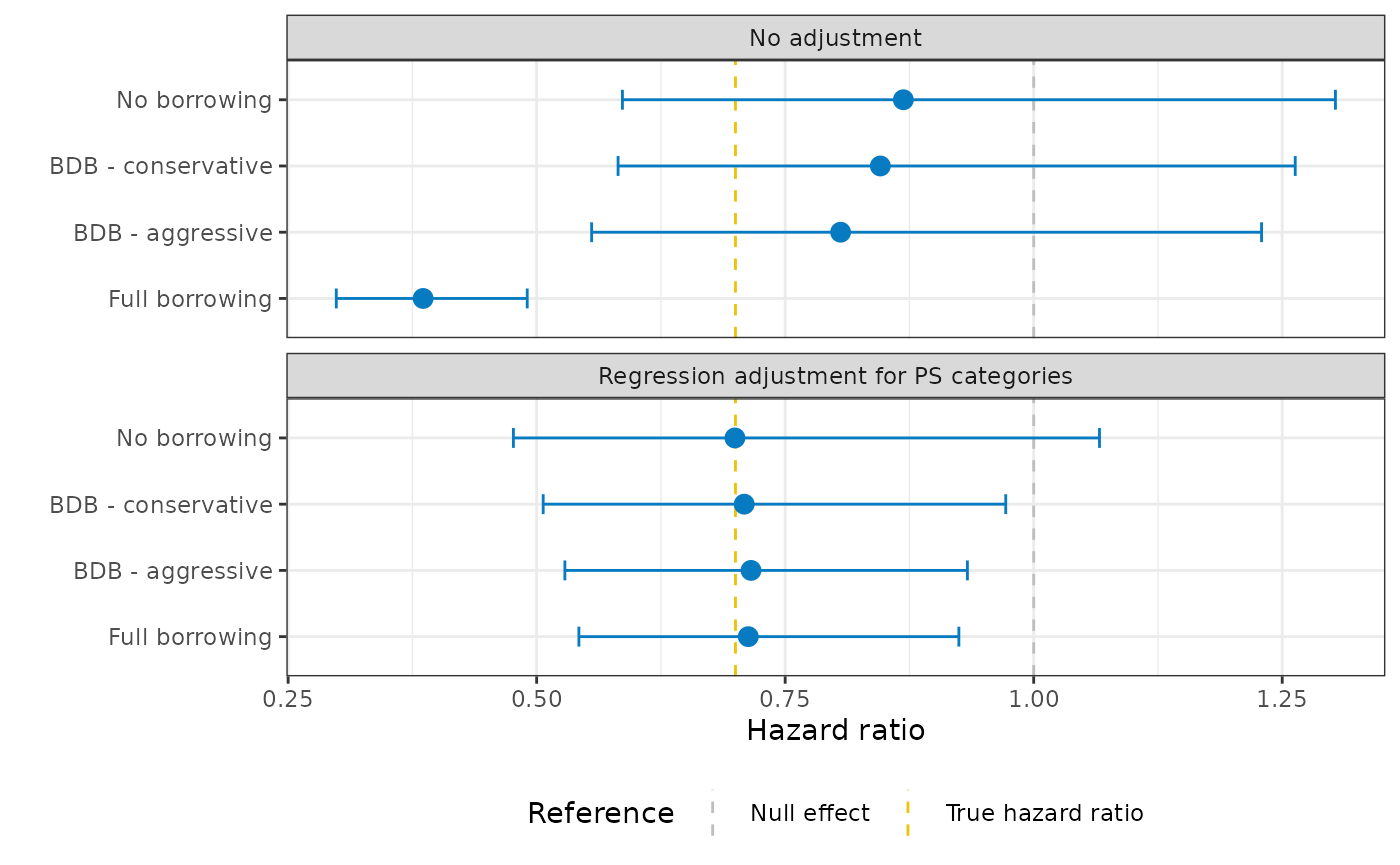 No adjustment
No borrowing
BDB - conservative
BDB - aggressive
Full borrowing
Regression adjustment for PS categories
No borrowing
BDB - conservative
BDB - aggressive
Full borrowing
0.25 0.50 0.75 1.00 1.25
Hazard ratio
Reference Null effect True hazard ratio